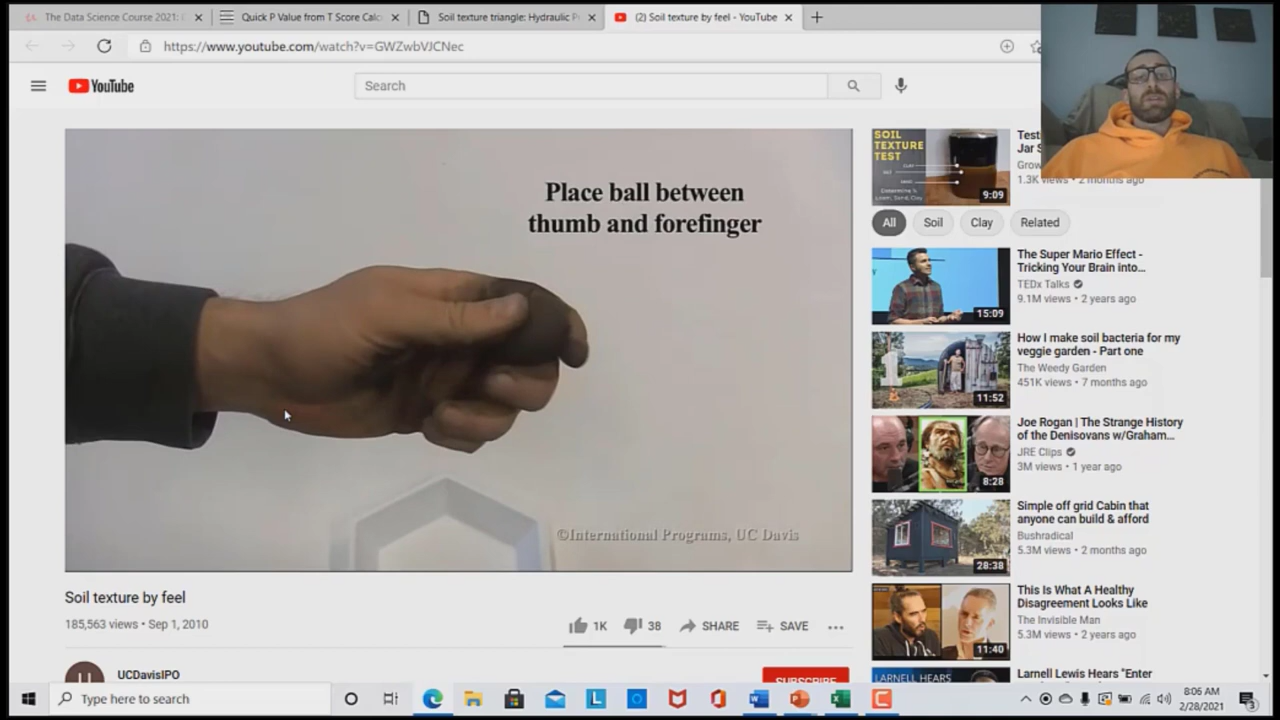 The Data Science Course 2021:
Quick P Value from T Score Calc
Soil texture triangle: Hydraulic P
(2) Soil texture by feel - YouTube
https://www.youtube.com/watch?v=GWZwbVJCNec
YouTube
Search
Place ball between
thumb and forefinger
©International Programs, UC Davis
Soil texture by feel
185,563 views • Sep 1, 2010
1K
38
SHARE
SAVE
UCDavisIPO
SUBSCRIBE
SOIL
TEXTURE
TEST
9:09
Jar S
Grow
1.3K views • 2 months ago
All
Soil
Clay
Related
The Super Mario Effect -
Tricking Your Brain into...
TEDx Talks
9.1M views • 2 years ago
15:09
How I make soil bacteria for my
veggie garden - Part one
The Weedy Garden
451K views • 7 months ago
11:52
Joe Rogan | The Strange History
of the Denisovans w/Graham...
JRE Clips
3M views • 1 year ago
8:28
Simple off grid Cabin that
anyone can build & afford
Bushradical
5.3M views • 2 months ago
28:38
This Is What A Healthy
Disagreement Looks Like
The Invisible Man
5.3M views • 2 years ago
11:40
Larnell Lewis Hears "Enter
LARNELL HEARS
Type here to search
8:06 AM
2/28/2021
3